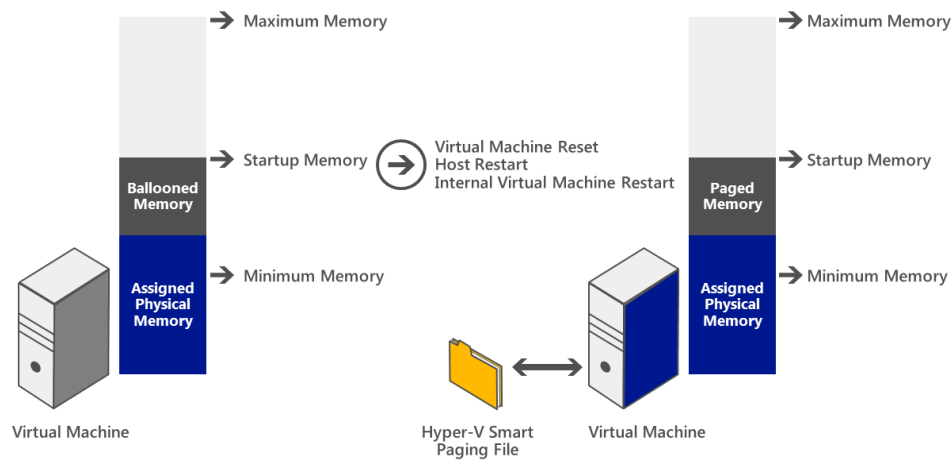 Maximum Memory
Startup Memory
Ballooned
Memory
Minimum Memory
Assigned
Physical
Memory
Virtual Machine
Virtual Machine Reset
Host Restart
Internal Virtual Machine Restart
Maximum Memory
Startup Memory
Paged
Memory
Minimum Memory
Assigned
Physical
Memory
Hyper-V Smart
Paging File
Virtual Machine